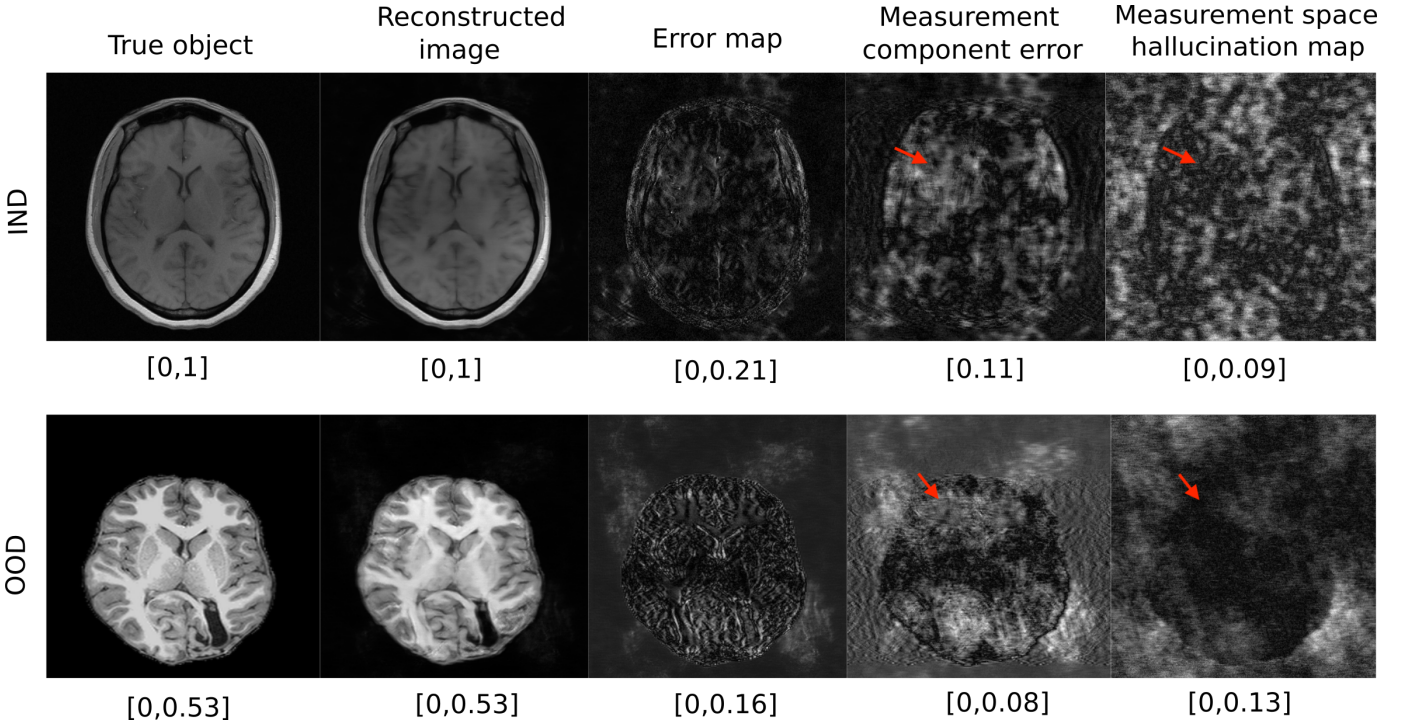 True object
Reconstructed
image
Error map
Measurement
component error
Measurement space
hallucination map
IND
[0,1]
[0,1]
[0,0.21]
[0.11]
[0,0.09]
OOD
[0,0.53]
[0,0.53]
[0,0.16]
[0,0.08]
[0,0.13]